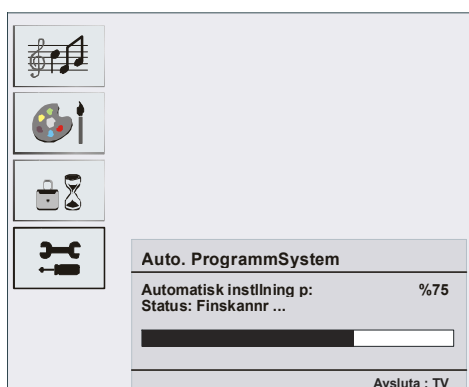 Auto. ProgrammSystem
Automatisk instllning p: %75
Status: Finskannr ...
Avsluta : TV